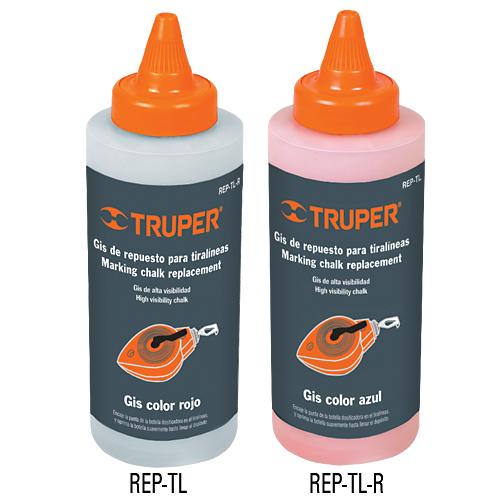 REP-TL-R
TRUPER®
Gis de repuesto para tiralíneas
Marking chalk replacement
Gis de alta visibilidad
High visibility chalk
Gis color rojo
REP-TL
REP-TL
TRUPER®
Gis de repuesto para tiralíneas
Marking chalk replacement
Gis de alta visibilidad
High visibility chalk
Gis color azul
REP-TL-R